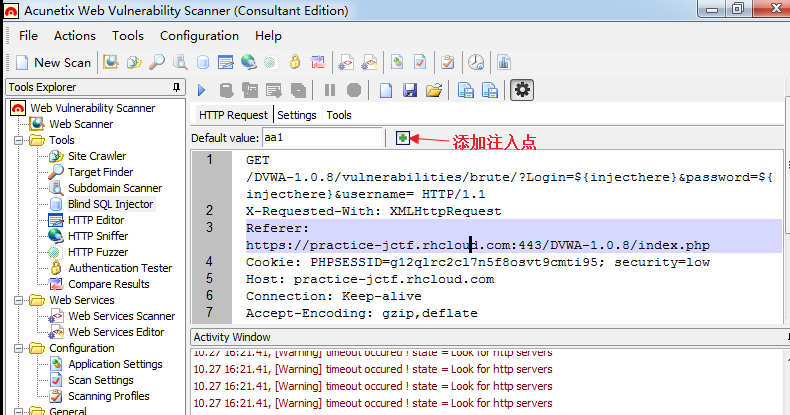 Acunetix Web Vulnerability Scanner (Consultant Edition)
File Actions Tools Configuration Help
New Scan
Tools Explorer
Web Vulnerability Scanner
Web Scanner
Tools
Site Crawler
Target Finder
Subdomain Scanner
Blind SQL Injector
HTTP Editor
HTTP Sniffer
HTTP Fuzzer
Authentication Tester
Compare Results
Web Services
Web Services Scanner
Web Services Editor
Configuration
Application Settings
Scan Settings
Scanning Profiles
General
HTTP Request Settings Tools
Default value: aa1
添加注入点
1 GET
/DVWA-1.0.8/vulnerabilities/brute/?Login=${injecthere}&password=${
injecthere}&username= HTTP/1.1
2 X-Requested-With: XMLHttpRequest
3 Referer:
https://practice-jctf.rhcloud.com:443/DVWA-1.0.8/index.php
4 Cookie: PHPSESSID=g12qlrc2cl7n5f8osvt9cmti95; security=low
5 Host: practice-jctf.rhcloud.com
6 Connection: Keep-alive
7 Accept-Encoding: gzip,deflate
Activity Window
10.27 16:21.41, [Warning] timeout occured ! state = Look for http servers
10.27 16:21.41, [Warning] timeout occured ! state = Look for http servers
10.27 16:21.41, [Warning] timeout occured ! state = Look for http servers
10.27 16:21.41, [Warning] timeout occured ! state = Look for http servers